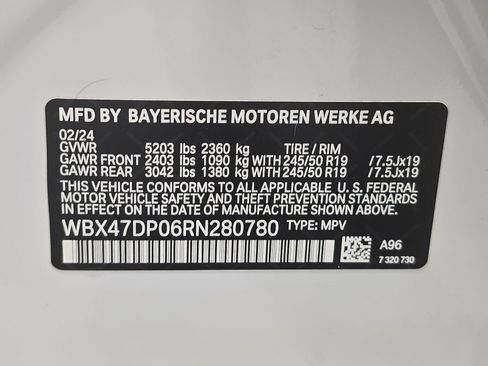 MFD BY BAYERISCHE MOTOREN WERKE AG
02/24
GVWR 5203 lbs 2360 kg TIRE / RIM
GAWR FRONT 2403 lbs 1090 kg WITH 245/50 R19 /7.5Jx19
GAWR REAR 3042 lbs 1380 kg WITH 245/50 R19 /7.5Jx19
THIS VEHICLE CONFORMS TO ALL APPLICABLE U.S. FEDERAL
MOTOR VEHICLE SAFETY AND THEFT PREVENTION STANDARDS
IN EFFECT ON THE DATE OF MANUFACTURE SHOWN ABOVE.
WBX47DP06RN280780 TYPE: MPV
A96
7 320 730